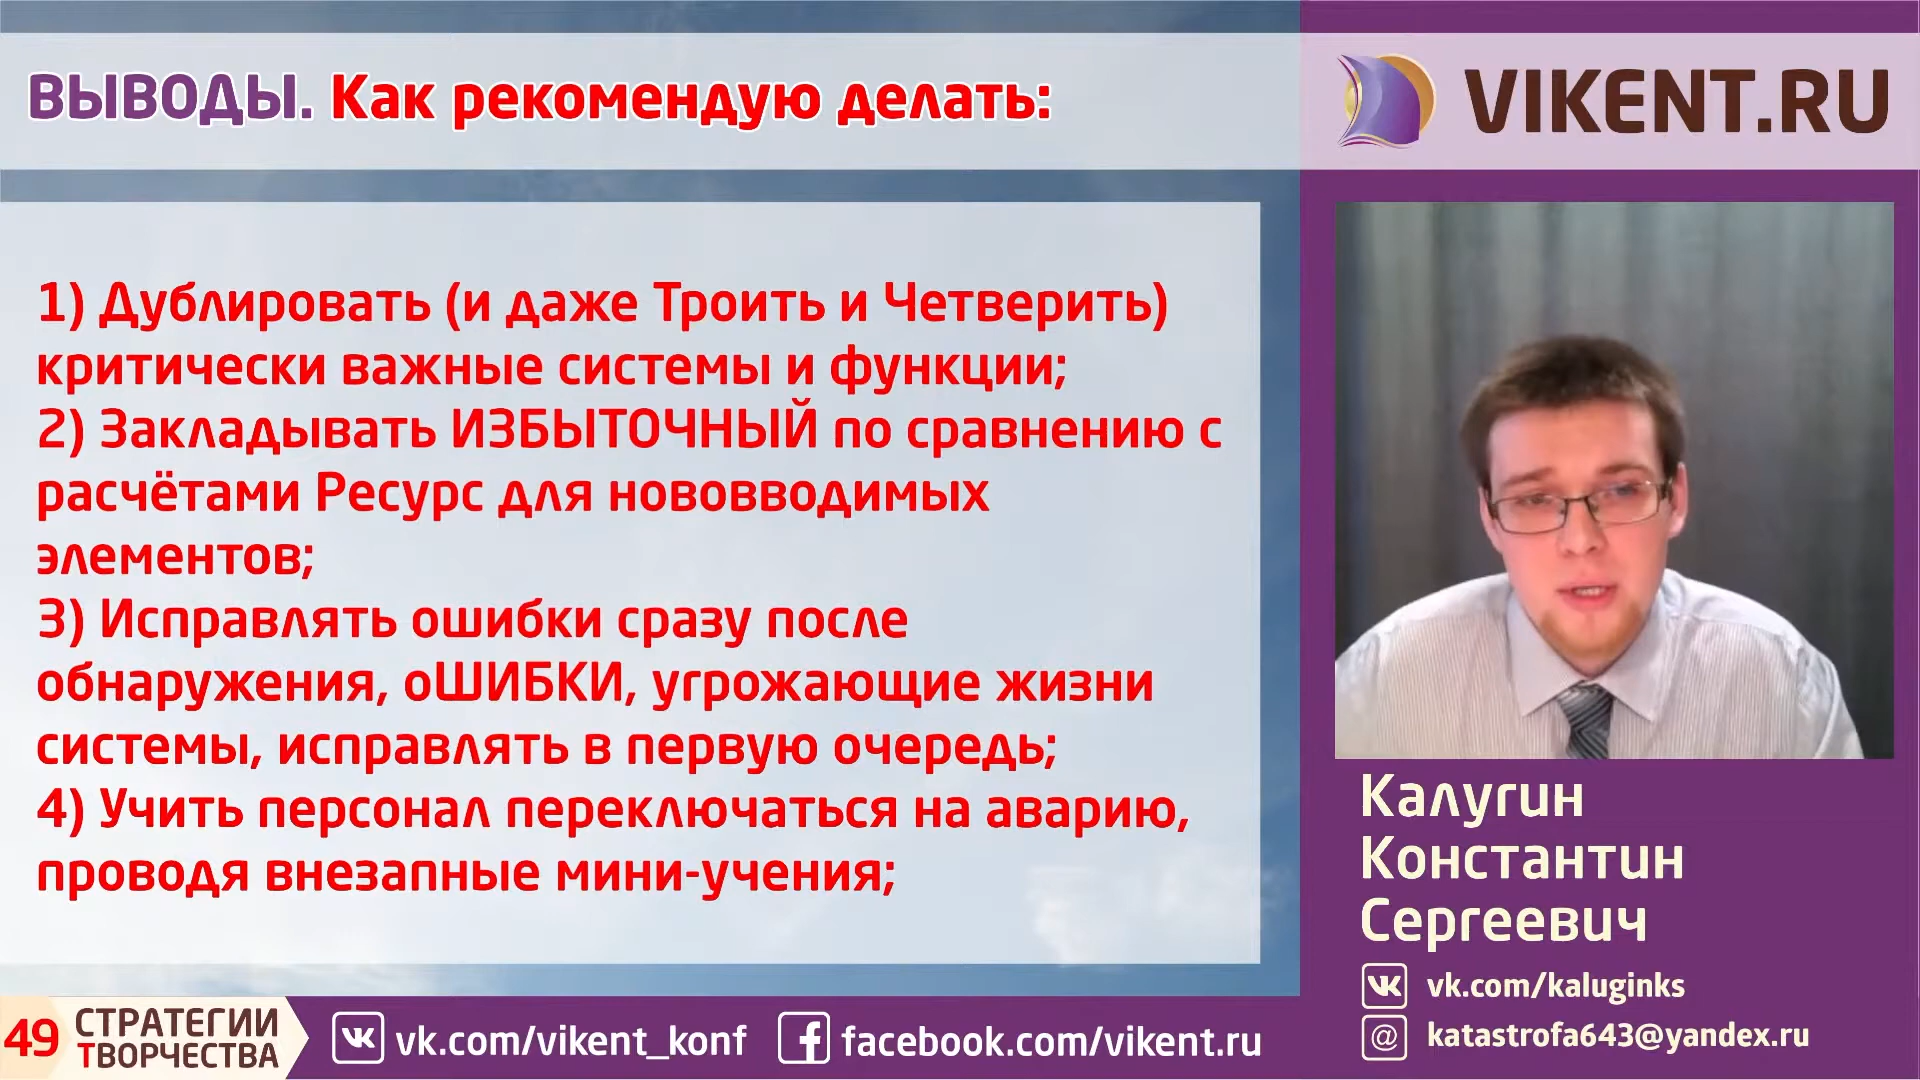 ВЫВОДЫ. Как рекомендую делать:
VIKENT.RU
1) Дублировать (и даже Троить и Четверить)
критически важные системы и функции;
2) Закладывать ИЗБЫТОЧНЫЙ по сравнению с
расчётами Ресурс для нововводимых
элементов;
3) Исправлять ошибки сразу после
обнаружения, оШИБКИ, угрожающие жизни
системы, исправлять в первую очередь;
4) Учить персонал переключаться на аварию,
проводя внезапные мини-учения;
Калугин
Константин
Сергеевич
vk.com/kaluginks
@ katastrofa643@yandex.ru
49 СТРАТЕГИИ
ТВОРЧЕСТВА
vk.com/vikent_konf
facebook.com/vikent.ru